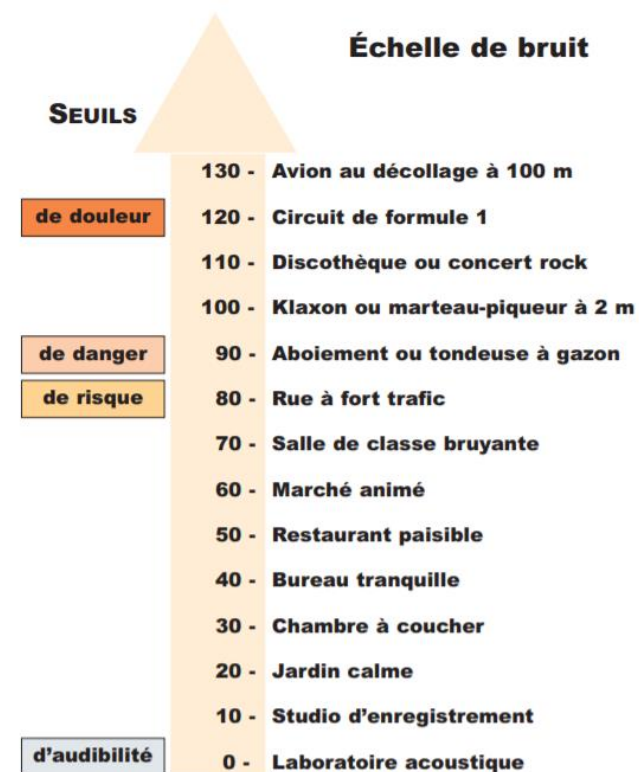 Échelle de bruit
SEUILS
130 - Avion au décollage à 100 m
de douleur 120 - Circuit de formule 1
110 - Discothèque ou concert rock
100 - Klaxon ou marteau-piqueur à 2 m
de danger 90 - Aboiement ou tondeuse à gazon
de risque 80 - Rue à fort trafic
70 - Salle de classe bruyante
60 - Marché animé
50 - Restaurant paisible
40 - Bureau tranquille
30 - Chambre à coucher
20 - Jardin calme
10 - Studio d'enregistrement
d'audibilité 0 - Laboratoire acoustique